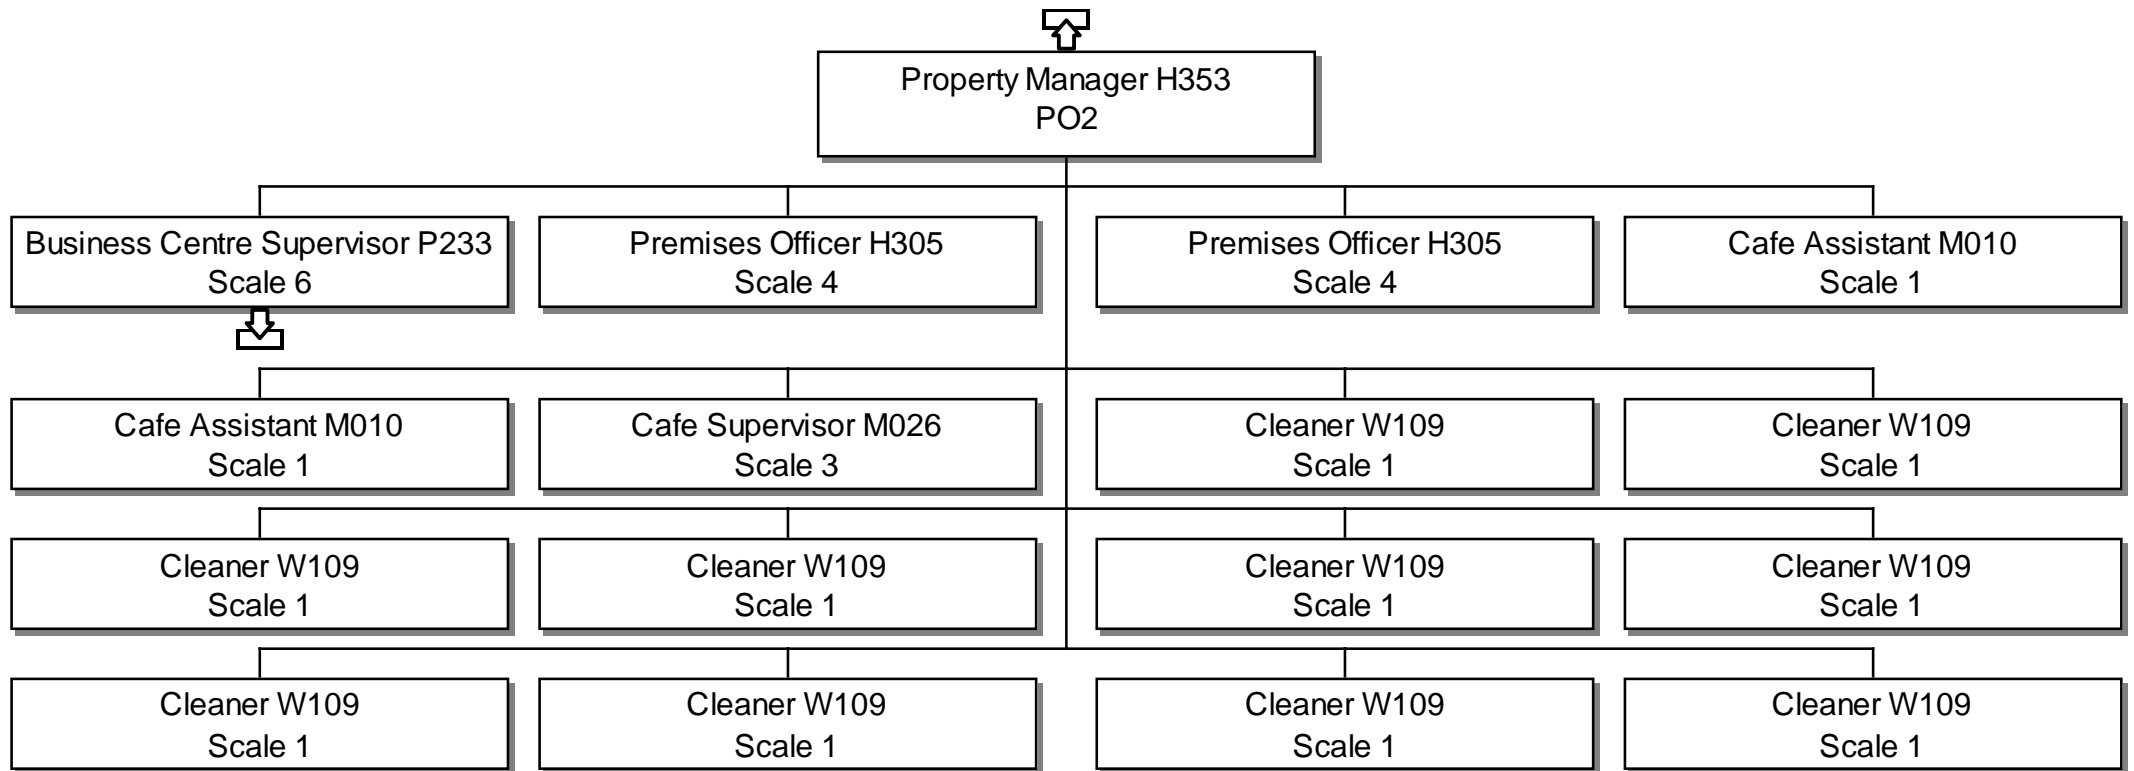 Property Manager H353
PO2
Business Centre Supervisor P233
Scale 6
Premises Officer H305
Scale 4
Premises Officer H305
Scale 4
Cafe Assistant M010
Scale 1
Cafe Assistant M010
Scale 1
Cafe Supervisor M026
Scale 3
Cleaner W109
Scale 1
Cleaner W109
Scale 1
Cleaner W109
Scale 1
Cleaner W109
Scale 1
Cleaner W109
Scale 1
Cleaner W109
Scale 1
Cleaner W109
Scale 1
Cleaner W109
Scale 1
Cleaner W109
Scale 1
Cleaner W109
Scale 1